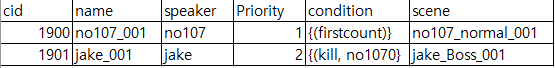 cid name speaker Priority condition scene
1900 no107_001 no107 1 {(firstcount)} no107_normal_001
1901 jake_001 jake 2 {(kill, no1070} jake_Boss_001